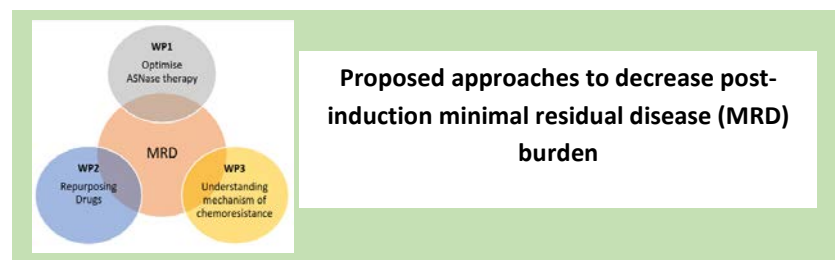 WP1
Optimise
ASNase therapy
MRD
WP2
Repurposing
Drugs
WP3
Understanding
mechanism of
chemoresistance
Proposed approaches to decrease post-
induction minimal residual disease (MRD)
burden